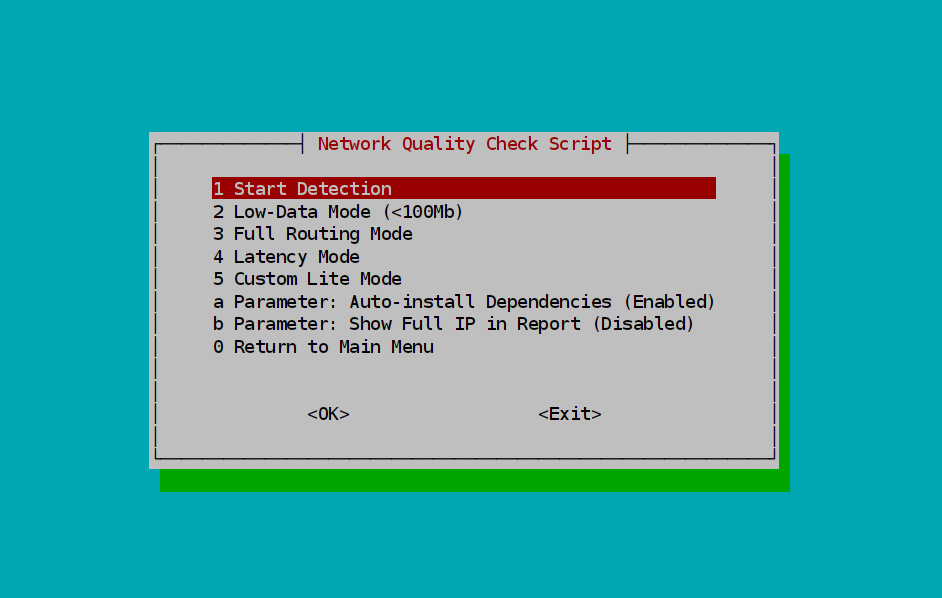 Network Quality Check Script
1 Start Detection
2 Low-Data Mode (<100Mb)
3 Full Routing Mode
4 Latency Mode
5 Custom Lite Mode
a Parameter: Auto-install Dependencies (Enabled)
b Parameter: Show Full IP in Report (Disabled)
0 Return to Main Menu
<OK> <Exit>